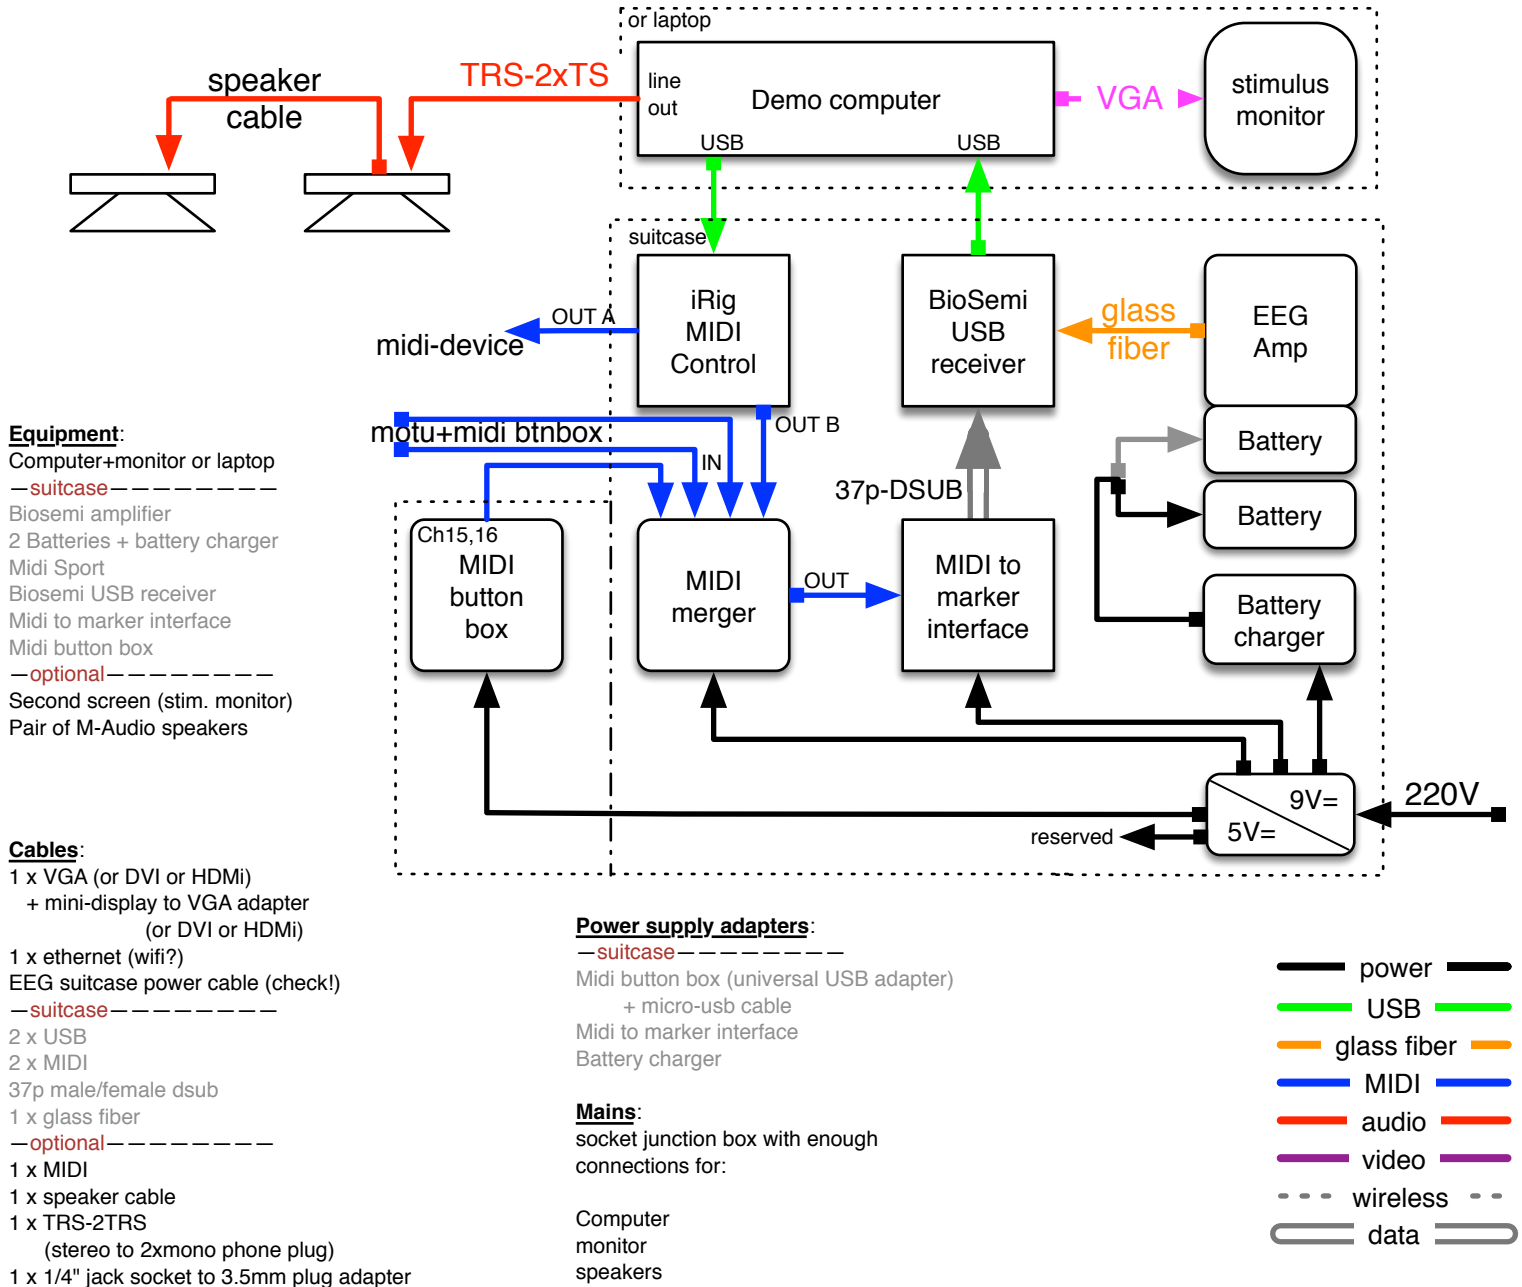 or laptop
speaker
cable
TRS-2xTS
line
out
Demo computer
USB
USB
VGA
stimulus
monitor
suitcase
iRig
MIDI
Control
OUT A
midi-device
BioSemi
USB
receiver
glass
fiber
EEG
Amp
OUT B
motu+midi btnbox
IN
Battery
37p-DSUB
Battery
Ch15,16
MIDI
button
box
MIDI
merger
OUT
MIDI to
marker
interface
Battery
charger
9V=
5V=
220V
reserved
Equipment:
Computer+monitor or laptop
—suitcase————————
Biosemi amplifier
2 Batteries + battery charger
Midi Sport
Biosemi USB receiver
Midi to marker interface
Midi button box
—optional————————
Second screen (stim. monitor)
Pair of M-Audio speakers
Cables:
1 x VGA (or DVI or HDMi)
+ mini-display to VGA adapter
(or DVI or HDMi)
1 x ethernet (wifi?)
EEG suitcase power cable (check!)
—suitcase————————
2 x USB
2 x MIDI
37p male/female dsub
1 x glass fiber
—optional————————
1 x MIDI
1 x speaker cable
1 x TRS-2TRS
(stereo to 2xmono phone plug)
1 x 1/4" jack socket to 3.5mm plug adapter
Power supply adapters:
—suitcase————————
Midi button box (universal USB adapter)
+ micro-usb cable
Midi to marker interface
Battery charger
Mains:
socket junction box with enough
connections for:
Computer
monitor
speakers
power
USB
glass fiber
MIDI
audio
video
wireless
data